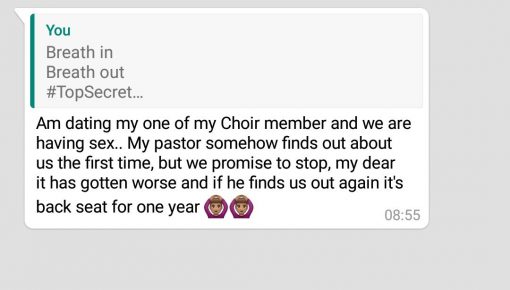 You
Breath in
Breath out
#TopSecret...
Am dating my one of my Choir member and we are
having sex.. My pastor somehow finds out about
us the first time, but we promise to stop, my dear
it has gotten worse and if he finds us out again it's
back seat for one year 🙆🏽🙆🏽
08:55